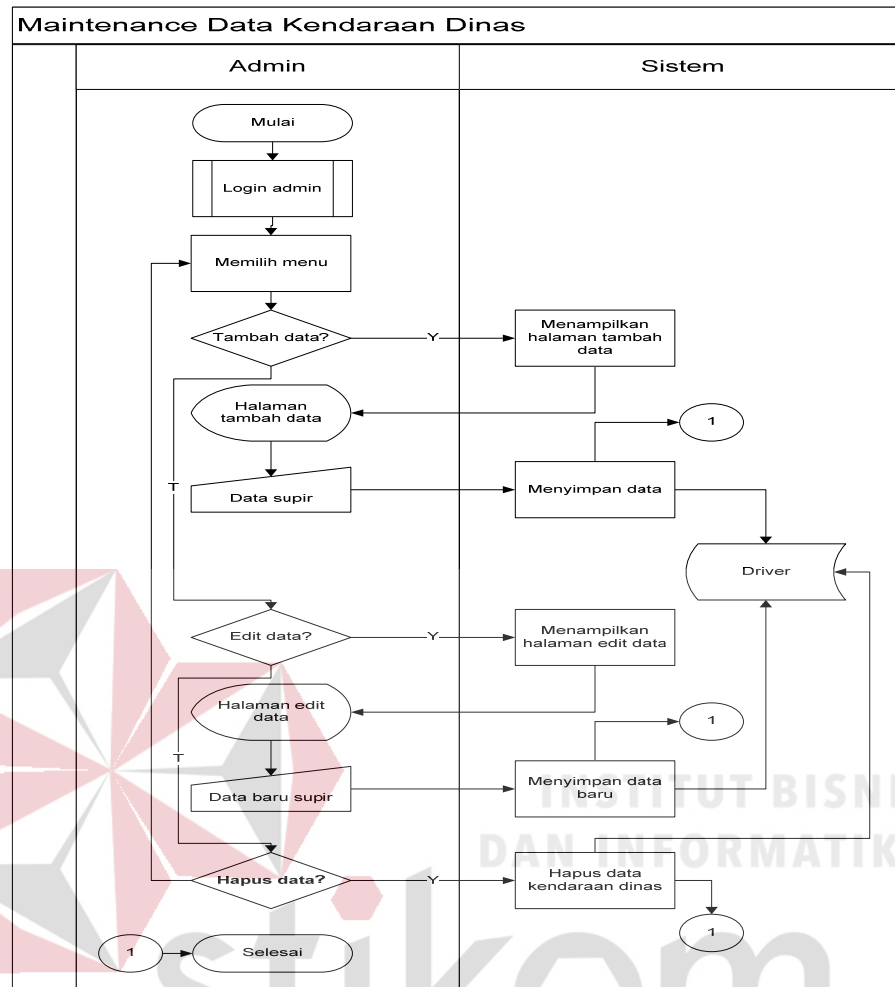 Maintenance Data Kendaraan Dinas
Admin
Sistem
Mulai
Login admin
Memilih menu
Tambah data?
Y
Menampilkan
halaman tambah
data
Halaman
tambah data
1
T
Data supir
Menyimpan data
Driver
Edit data?
Y
Menampilkan
halaman edit data
Halaman edit
data
1
T
Data baru supir
Menyimpan data
baru
INSTITUT BISNI
DAN INFORMATIK
Hapus data?
Y
Hapus data
kendaraan dinas
1
1
Selesai
stikom